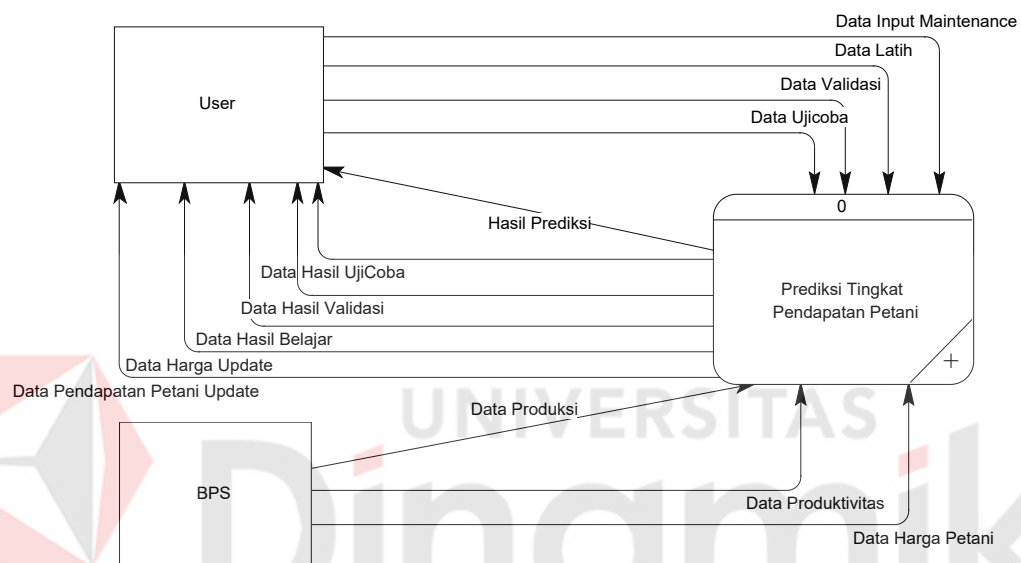 Data Input Maintenance
Data Latih
Data Validasi
Data Ujicoba
User
0
Hasil Prediksi
Data Hasil UjiCoba
Prediksi Tingkat
Pendapatan Petani
Data Hasil Validasi
Data Hasil Belajar
+
Data Harga Update
Data Pendapatan Petani Update
UNIVERSITAS
Data Produksi
BPS
Dinamik
Data Produktivitas
Data Harga Petani